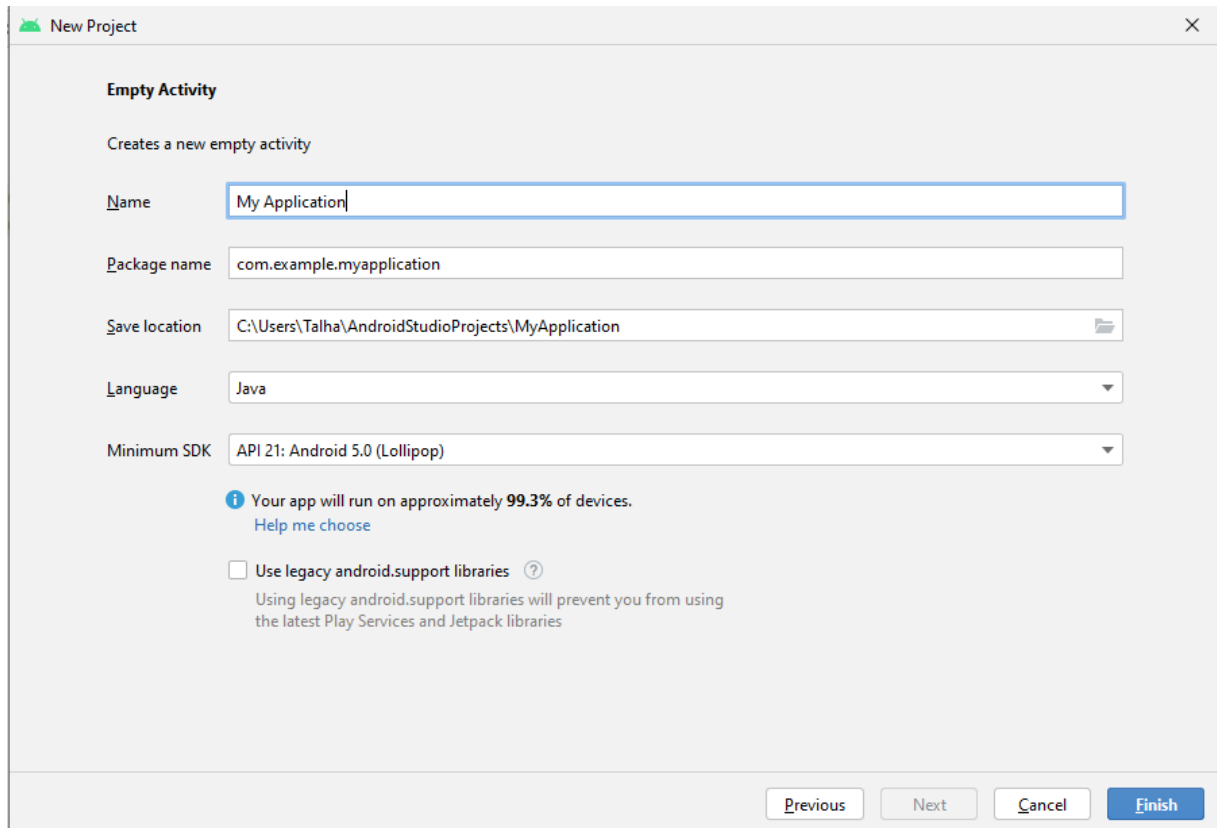 New Project
Empty Activity
Creates a new empty activity
Name My Application
Package name com.example.myapplication
Save location C:\Users\Talha\AndroidStudioProjects\MyApplication
Language Java
Minimum SDK API 21: Android 5.0 (Lollipop)
i Your app will run on approximately 99.3% of devices.
Help me choose
Use legacy android.support libraries ?
Using legacy android.support libraries will prevent you from using
the latest Play Services and Jetpack libraries
Previous Next Cancel Finish